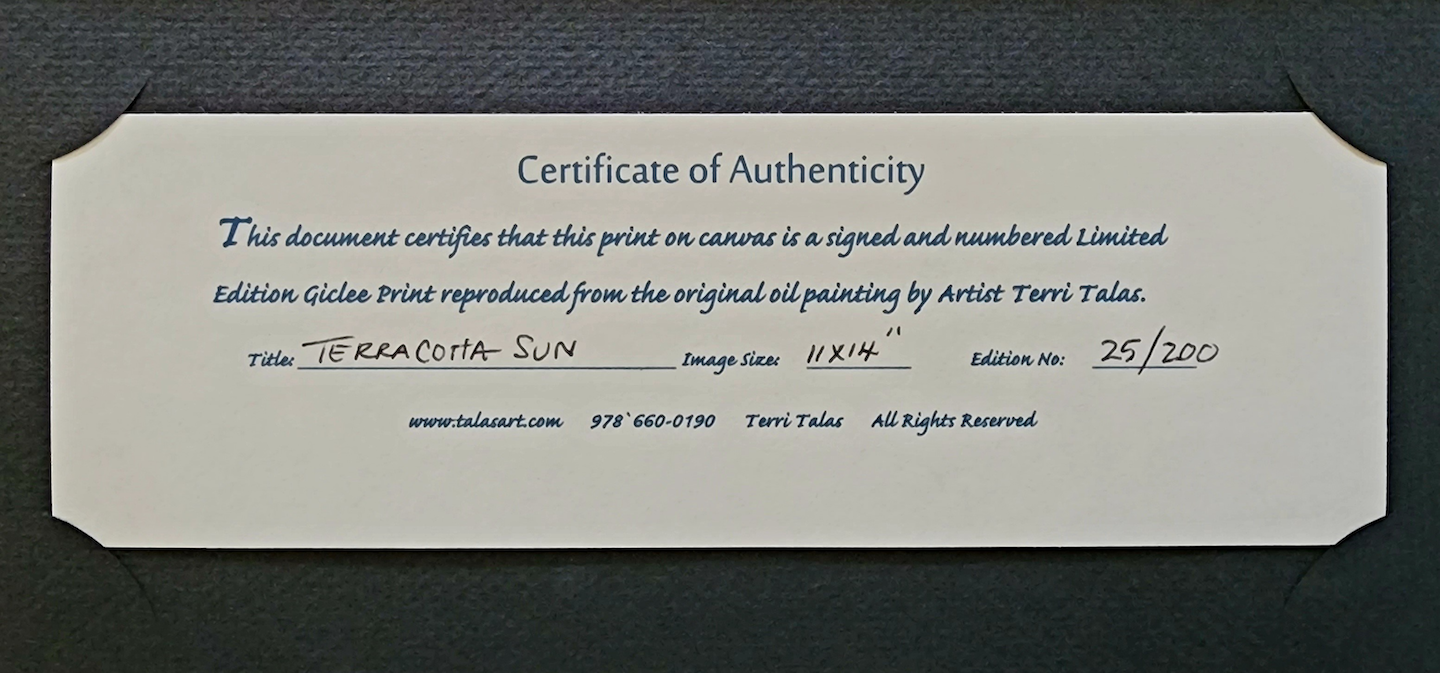 Certificate of Authenticity
This document certifies that this print on canvas is a signed and numbered Limited
Edition Giclee Print reproduced from the original oil painting by Artist Terri Talas.
Title: TERRACOTTA SUN Image Size: 11X14" Edition No: 25/200
www.talasart.com 978`660-0190 Terri Talas All Rights Reserved